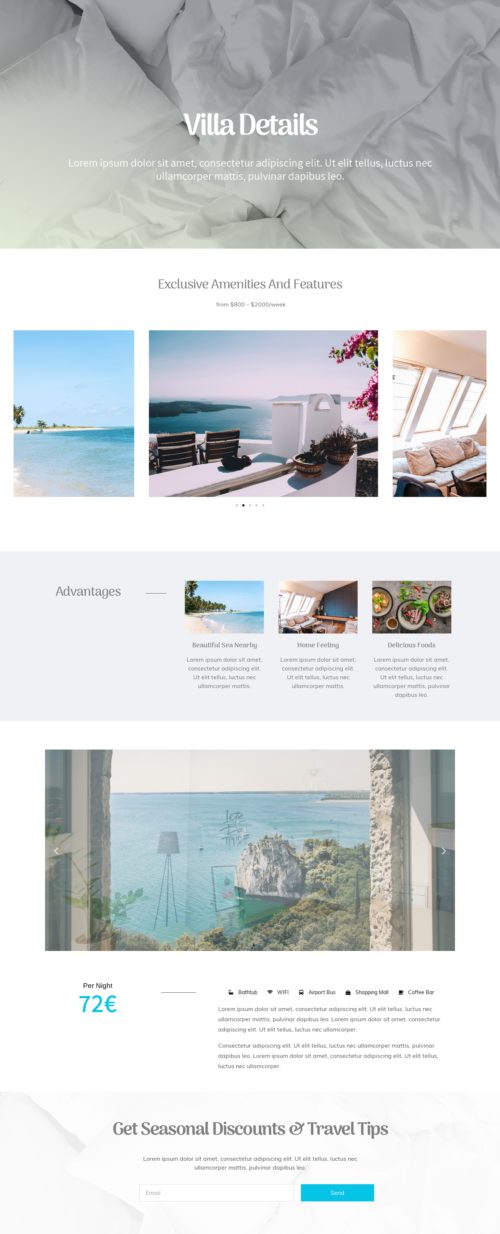 Villa Details
Lorem ipsum dolor sit amet, consectetur adipiscing elit. Ut elit tellus, luctus nec
ullamcorper mattis, pulvinar dapibus leo.
Exclusive Amenities And Features
from $800 – $2000/week
Advantages
Beautiful Sea Nearby
Lorem ipsum dolor sit amet,
consectetur adipiscing elit.
Ut elit tellus, luctus nec
ullamcorper mattis.
Home Feeling
Lorem ipsum dolor sit amet,
consectetur adipiscing elit.
Ut elit tellus, luctus nec
ullamcorper mattis.
Delicious Foods
Lorem ipsum dolor sit amet,
consectetur adipiscing elit.
Ut elit tellus, luctus nec
ullamcorper mattis, pulvinar
dapibus leo.
Per Night
72€
Bathtub WIFI Airport Bus Shopping Mall Coffee Bar
Lorem ipsum dolor sit amet, consectetur adipiscing elit. Ut elit tellus, luctus nec
ullamcorper mattis, pulvinar dapibus leo. Lorem ipsum dolor sit amet, consectetur
adipiscing elit. Ut elit tellus, luctus nec ullamcorper.
Consectetur adipiscing elit. Ut elit tellus, luctus nec ullamcorper mattis, pulvinar
dapibus leo. Lorem ipsum dolor sit amet, consectetur adipiscing elit. Ut elit tellus,
luctus nec ullamcorper.
Get Seasonal Discounts & Travel Tips
Lorem ipsum dolor sit amet, consectetur adipiscing elit. Ut elit tellus, luctus nec
ullamcorper mattis, pulvinar dapibus leo.
Email
Send